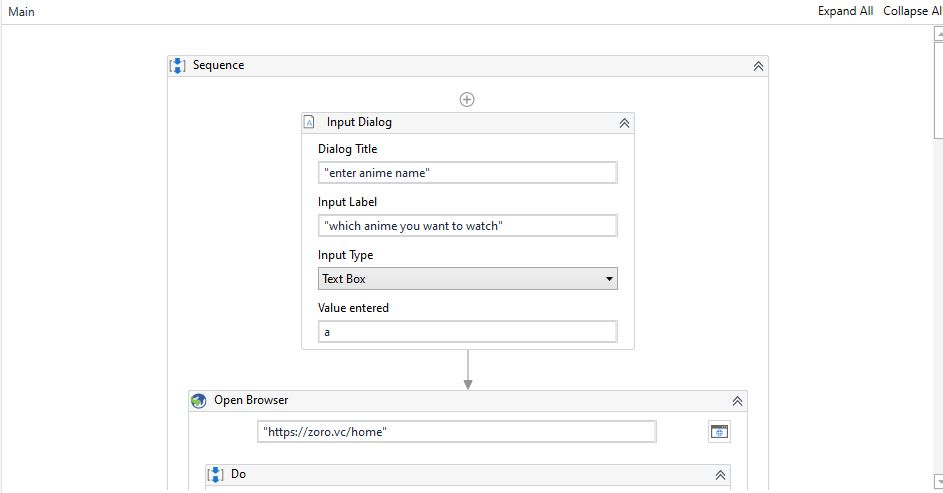 Main
Expand All Collapse Al
Sequence
Input Dialog
Dialog Title
"enter anime name"
Input Label
"which anime you want to watch"
Input Type
Text Box
Value entered
a
Open Browser
"https://zoro.vc/home"
Do